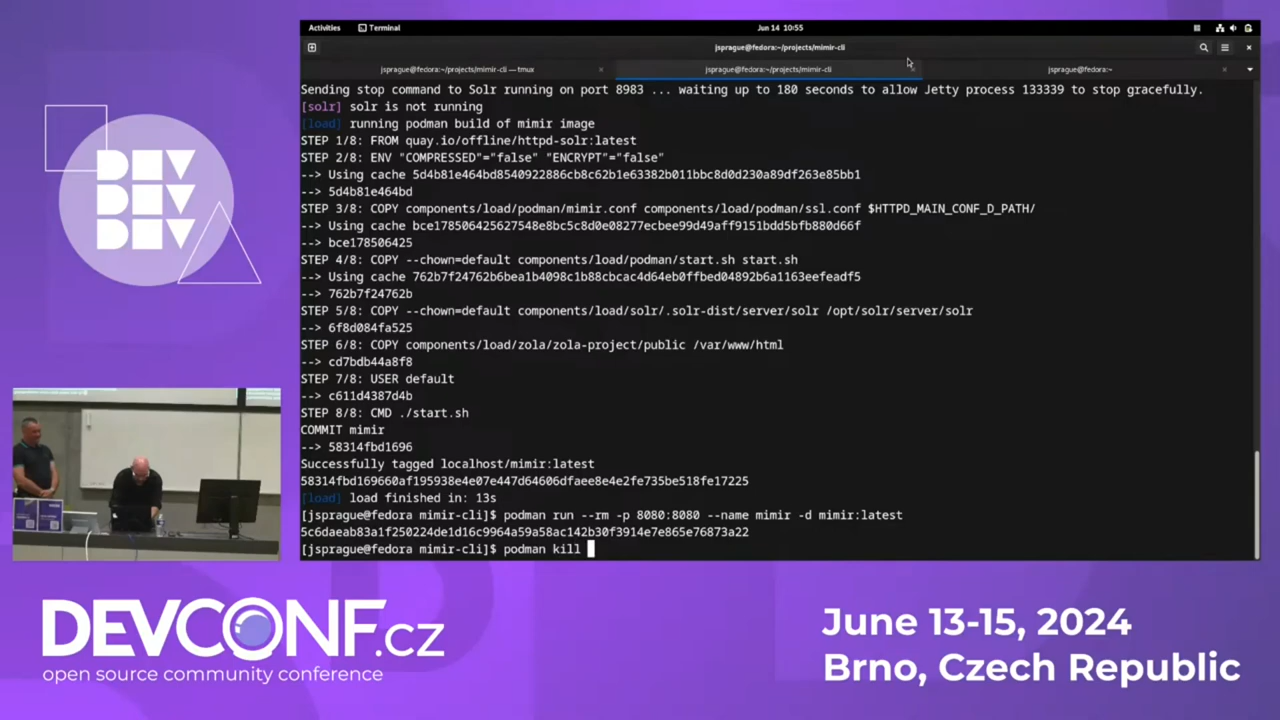 Activities Terminal Jun 14 10:55
jsprague@fedora:~/projects/mimir-cli
jsprague@fedora:~/projects/mimir-cli — tmux jsprague@fedora:~/projects/mimir-cli jsprague@fedora:~
Sending stop command to Solr running on port 8983 ... waiting up to 180 seconds to allow Jetty process 133339 to stop gracefully.
[solr] solr is not running
[load] running podman build of mimir image
STEP 1/8: FROM quay.io/offline/httpd-solr:latest
STEP 2/8: ENV "COMPRESSED"="false" "ENCRYPT"="false"
--> Using cache 5d4b81e464bd8540922886cb8c62b1e63382b011bbc8d0d230a89df263e85bb1
--> 5d4b81e464bd
STEP 3/8: COPY components/load/podman/mimir.conf components/load/podman/ssl.conf $HTTPD_MAIN_CONF_D_PATH/
--> Using cache bce178506425627548e8bc5c8d0e08277ecbee99d49aff9151bdd5bfb880d66f
--> bce178506425
STEP 4/8: COPY --chown=default components/load/podman/start.sh start.sh
--> Using cache 762b7f24762b6bea1b4098c1b88cbcac4d64eb0ffbed04892b6a1163eefeadf5
--> 762b7f24762b
STEP 5/8: COPY --chown=default components/load/solr/.solr-dist/server/solr /opt/solr/server/solr
--> 6f8d084fa525
STEP 6/8: COPY components/load/zola/zola-project/public /var/www/html
--> cd7bdb44a8f8
STEP 7/8: USER default
--> c611d4387d4b
STEP 8/8: CMD ./start.sh
COMMIT mimir
--> 58314fbd1696
Successfully tagged localhost/mimir:latest
58314fbd169660af195938e4e07e447d64606dfaee8e4e2fe735be518fe17225
[load] load finished in: 13s
[jsprague@fedora mimir-cli]$ podman run --rm -p 8080:8080 --name mimir -d mimir:latest
5c6daeab83a1f250224de1d16c9964a59a58ac142b30f3914e7e865e76873a22
[jsprague@fedora mimir-cli]$ podman kill
DEV
DEV
DEV
DEVCONF.cz
open source community conference
June 13-15, 2024
Brno, Czech Republic